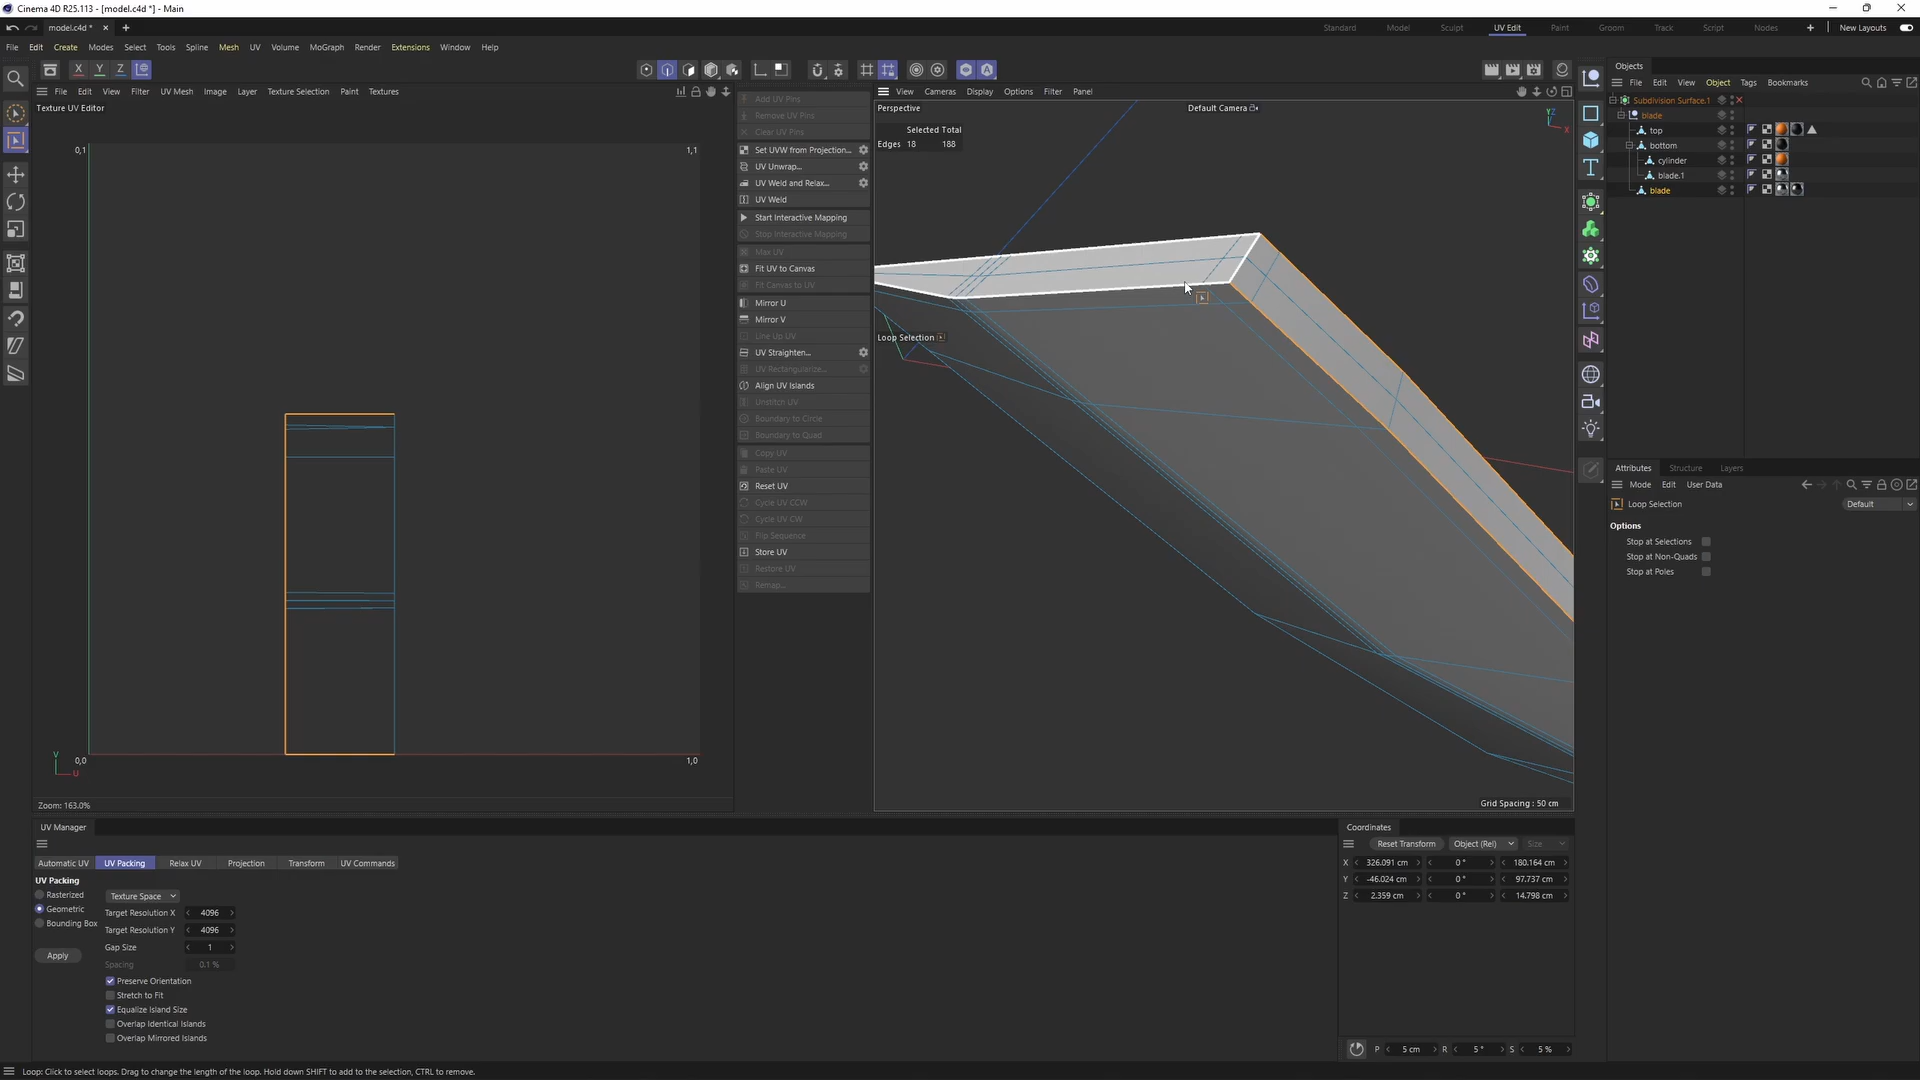 Cinema 4D R25.113 - [model.c4d *] - Main
model.c4d *
Standard Model Sculpt UV Edit Paint Groom Track Script Nodes New Layouts
File Edit Create Modes Select Tools Spline Mesh UV Volume MoGraph Render Extensions Window Help
X Y Z
File Edit View Filter UV Mesh Image Layer Texture Selection Paint Textures
Texture UV Editor
0,1 1,1
0,0 1,0
V
U
Zoom: 163.0%
Add UV Pins
Remove UV Pins
Clear UV Pins
Set UVW from Projection...
UV Unwrap...
UV Weld and Relax...
UV Weld
Start Interactive Mapping
Stop Interactive Mapping
Max UV
Fit UV to Canvas
Fit Canvas to UV
Mirror U
Mirror V
Line Up UV
UV Straighten...
UV Rectangularize...
Align UV Islands
Unstitch UV
Boundary to Circle
Boundary to Quad
Copy UV
Paste UV
Reset UV
Cycle UV CCW
Cycle UV CW
Flip Sequence
Store UV
Restore UV
Remap...
View Cameras Display Options Filter Panel
Perspective
Default Camera
Selected Total
Edges 18 188
Loop Selection
Grid Spacing : 50 cm
Objects
File Edit View Object Tags Bookmarks
Subdivision Surface.1
blade
top
bottom
cylinder
blade.1
blade
Attributes Structure Layers
Mode Edit User Data
Loop Selection Default
Options
Stop at Selections
Stop at Non-Quads
Stop at Poles
UV Manager
Automatic UV UV Packing Relax UV Projection Transform UV Commands
UV Packing
Rasterized
Geometric
Bounding Box
Apply
Texture Space
Target Resolution X 4096
Target Resolution Y 4096
Gap Size 1
Spacing 0.1 %
Preserve Orientation
Stretch to Fit
Equalize Island Size
Overlap Identical Islands
Overlap Mirrored Islands
Coordinates
Reset Transform Object (Rel) Size
X 326.091 cm 0 ° 180.164 cm
Y -46.024 cm 0 ° 97.737 cm
Z 2.359 cm 0 ° 14.798 cm
P 5 cm R 5 ° S 5 %
Loop: Click to select loops. Drag to change the length of the loop. Hold down SHIFT to add to the selection, CTRL to remove.